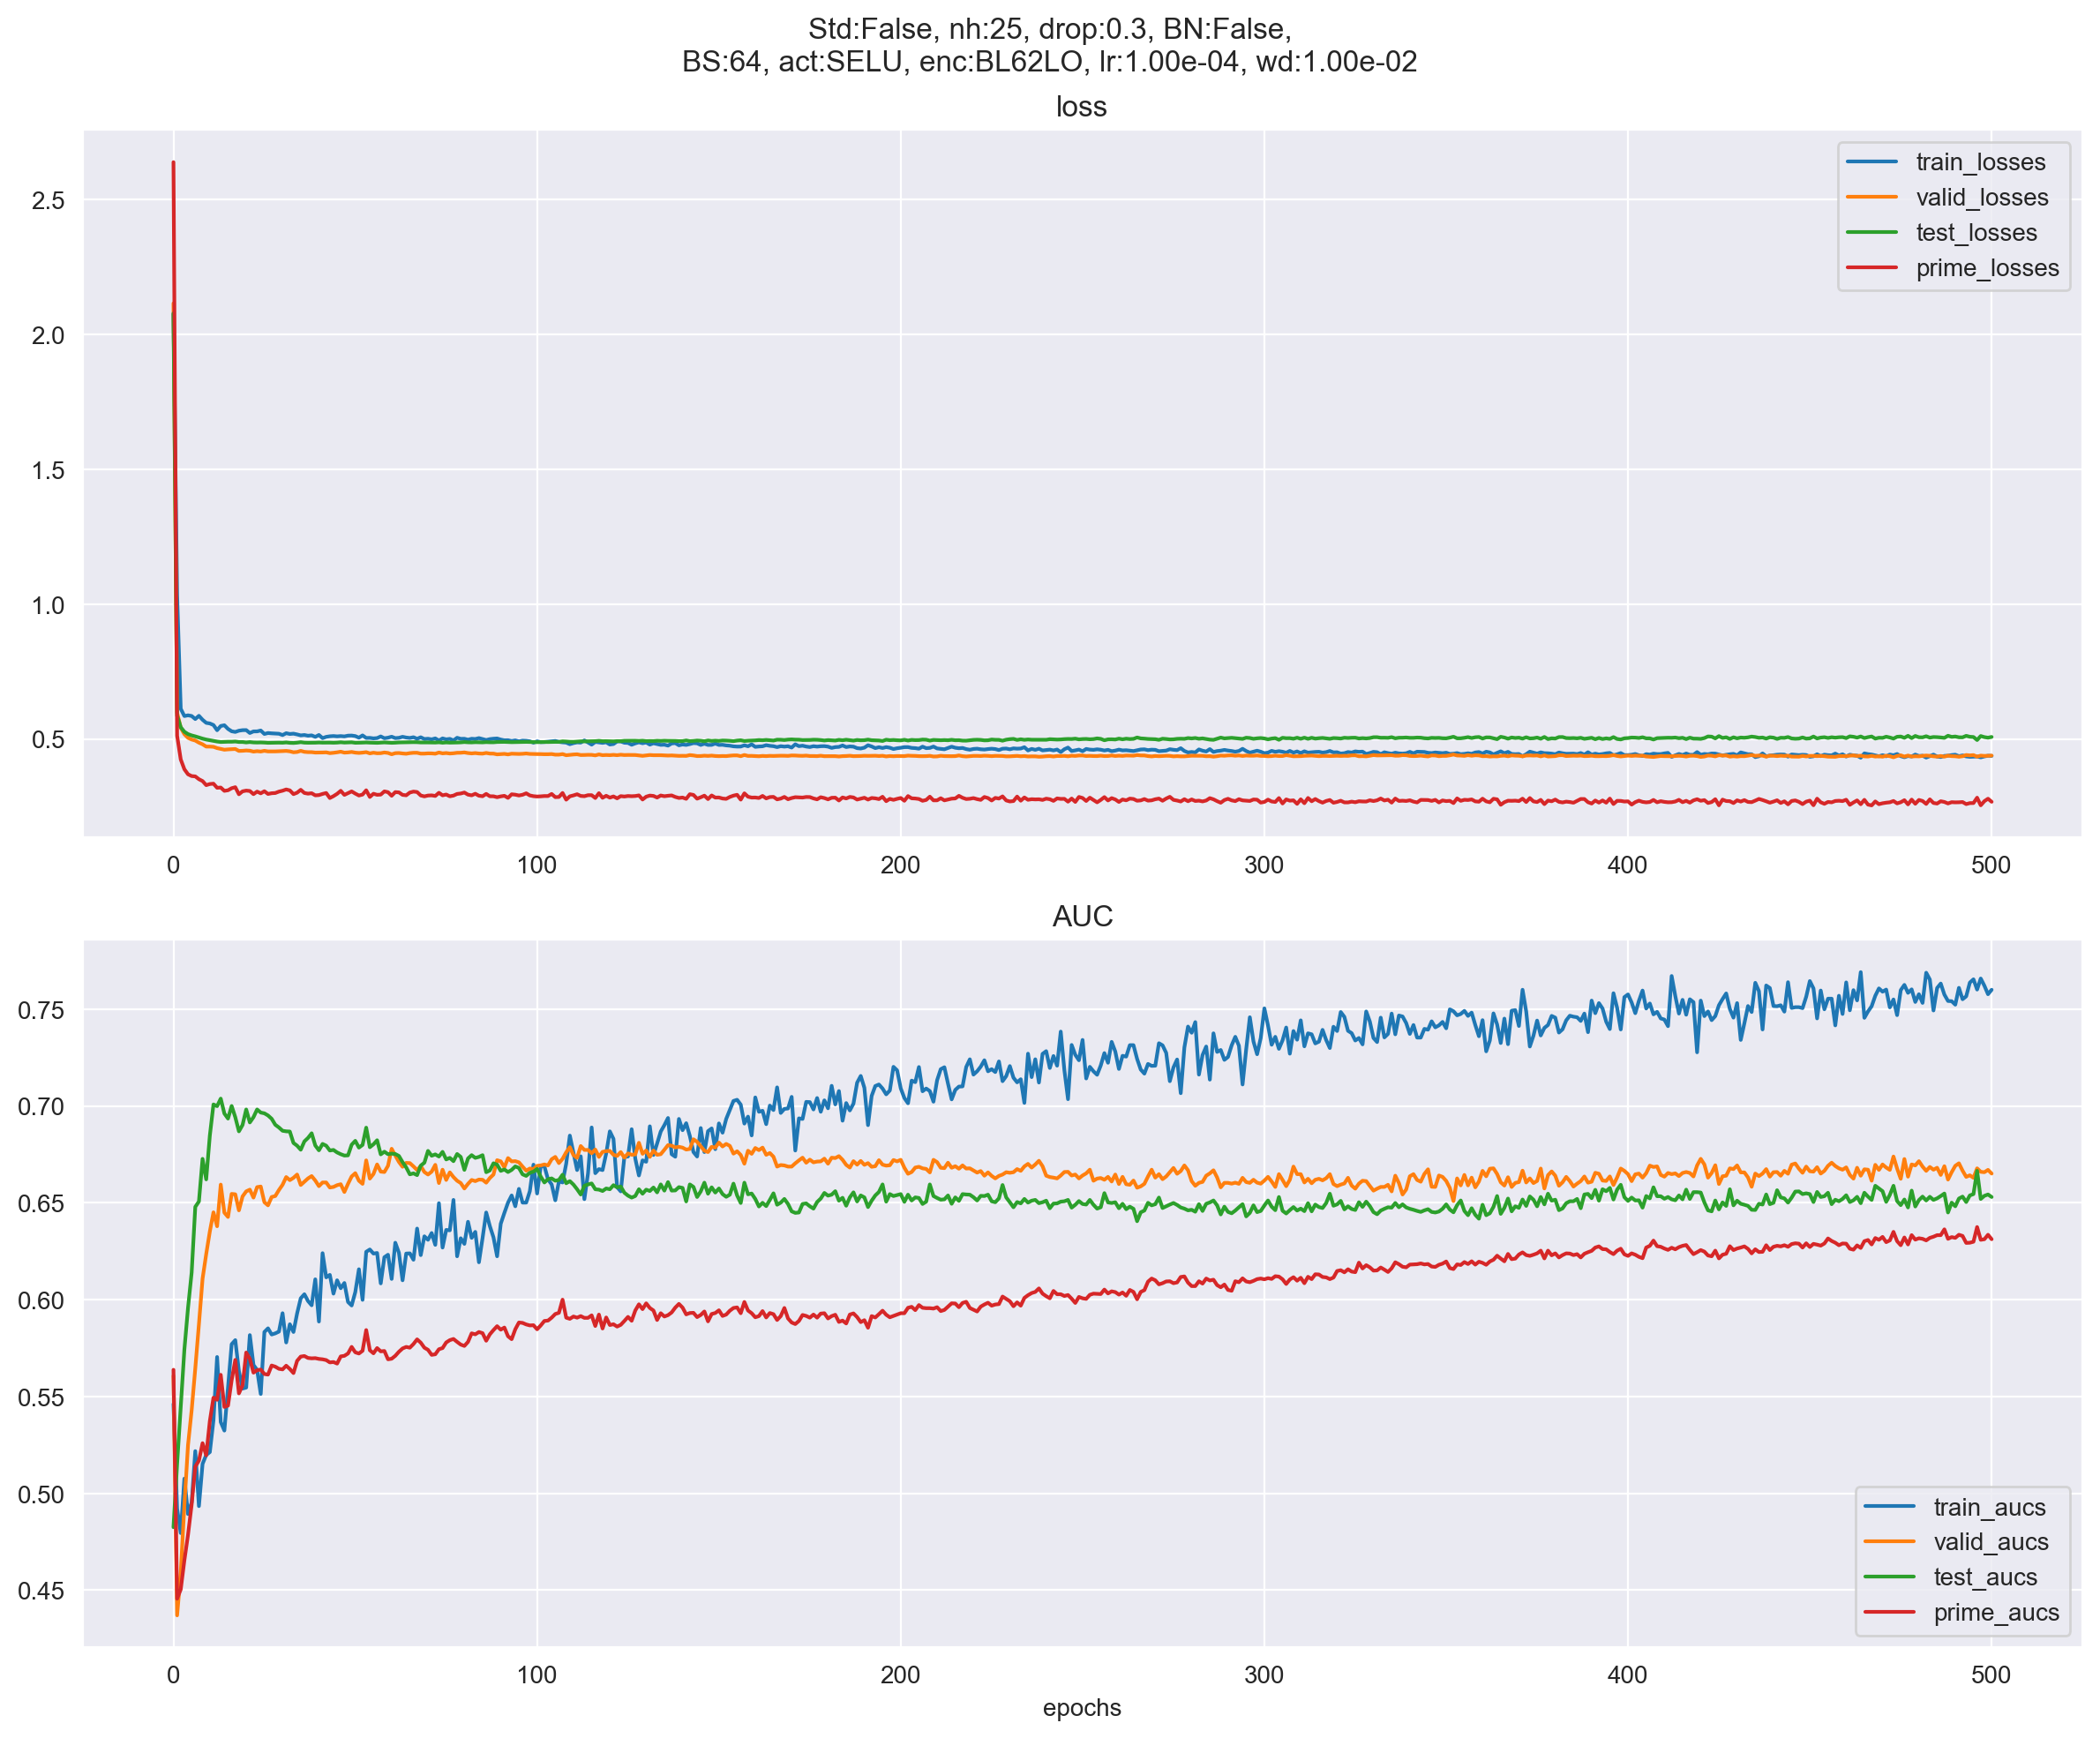 Std:False, nh:25, drop:0.3, BN:False,
BS:64, act:SELU, enc:BL62LO, lr:1.00e-04, wd:1.00e-02
loss
train_losses
valid_losses
test_losses
prime_losses
2.5
2.0
1.5
1.0
0.5
0 100 200 300 400 500
AUC
0.75
0.70
0.65
0.60
0.55
0.50
0.45
train_aucs
valid_aucs
test_aucs
prime_aucs
0 100 200 300 400 500
epochs